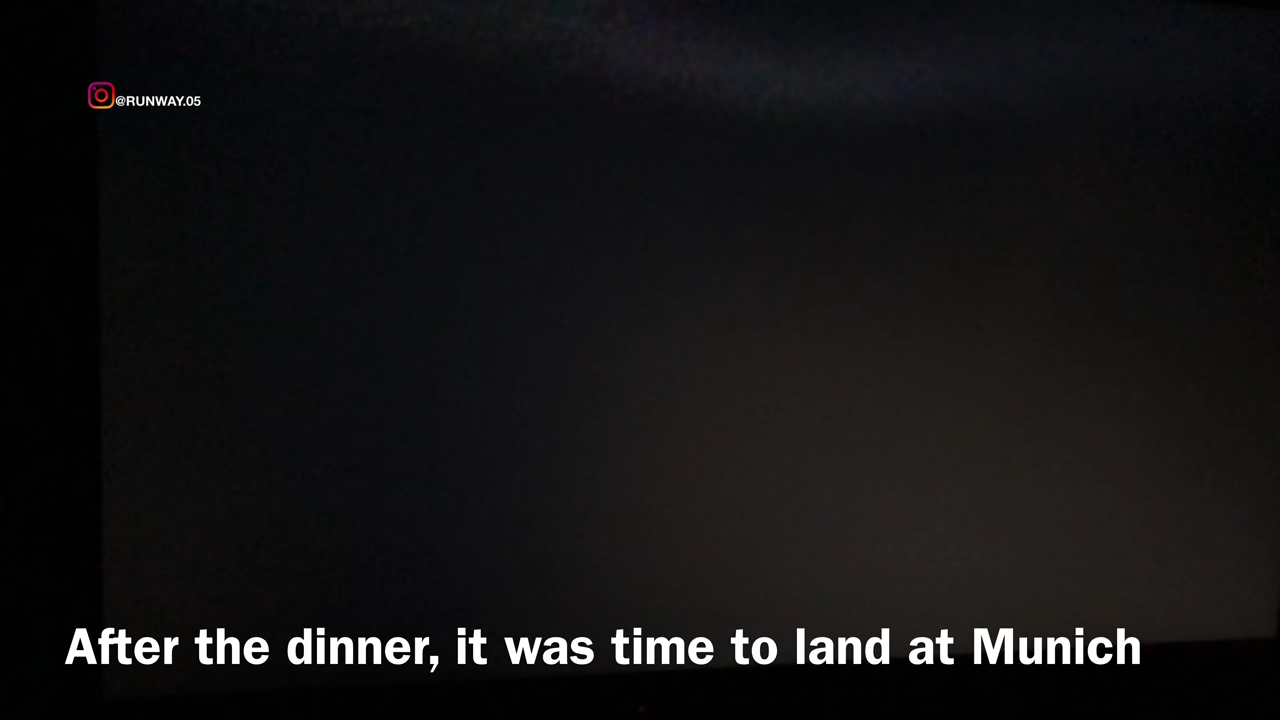 @RUNWAY.05
After the dinner, it was time to land at Munich